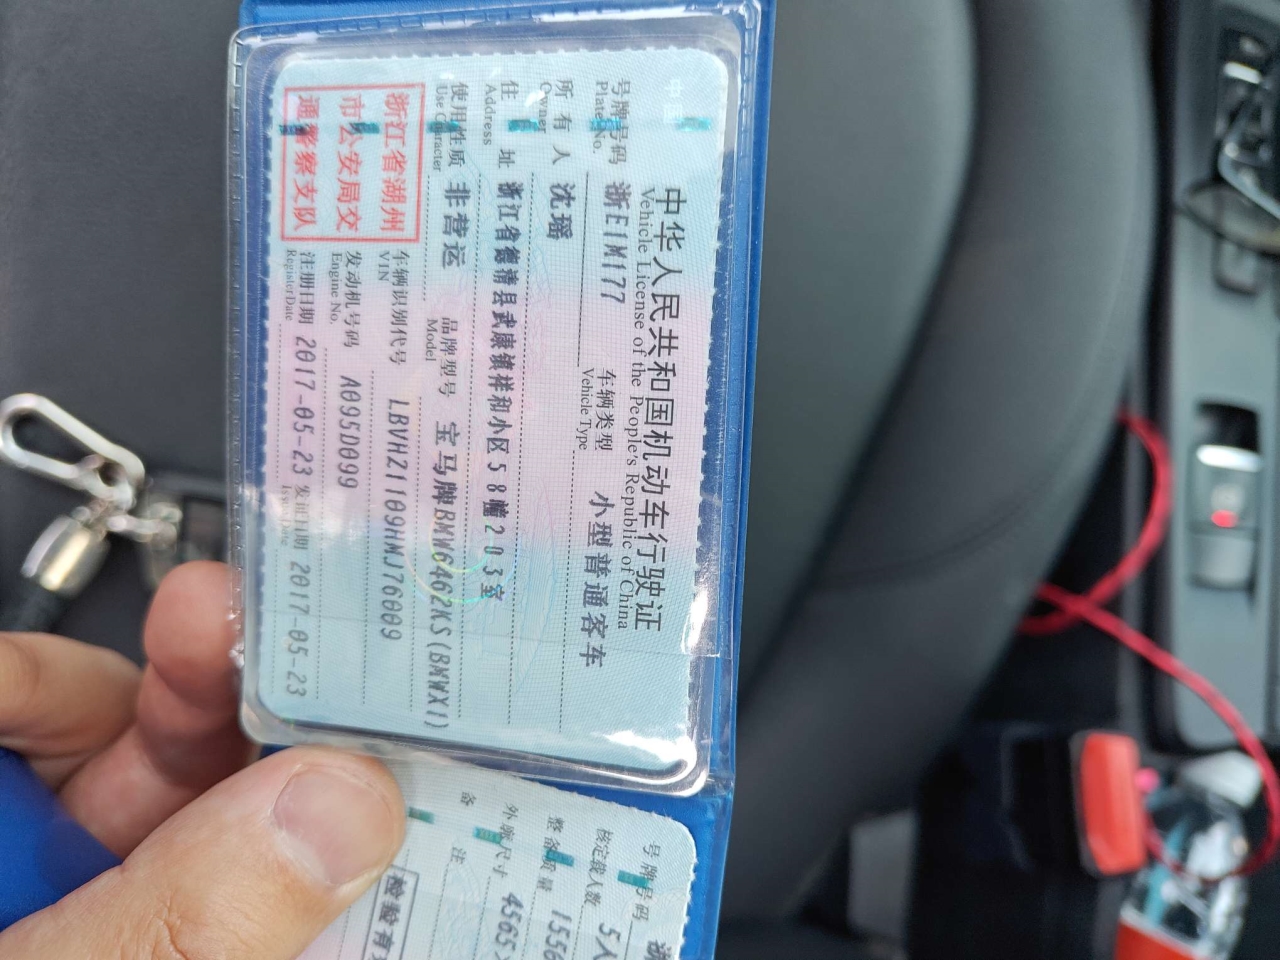 中华人民共和国机动车行驶证
Vehicle License of the People's Republic of China
号牌号码 浙E1M177 车辆类型 小型普通客车
Plate No. Vehicle Type
所有人 沈瑶
Owner
住址 浙江省德清县武康镇祥和小区58幢203室
Address
使用性质 非营运 品牌型号 宝马牌BMW6462KS(BMWX1)
Use Character Model
浙江省湖州
市公安局交
通警察支队
车辆识别代号 LBVHZ1109HMJ76009
VIN
发动机号码 A095D099
Engine No.
注册日期 2017-05-23 发证日期 2017-05-23
Register Date Issue Date
号牌号码 浙
核定载人数 5人
整备质量 1556
外廓尺寸 4565×
备注
检验有